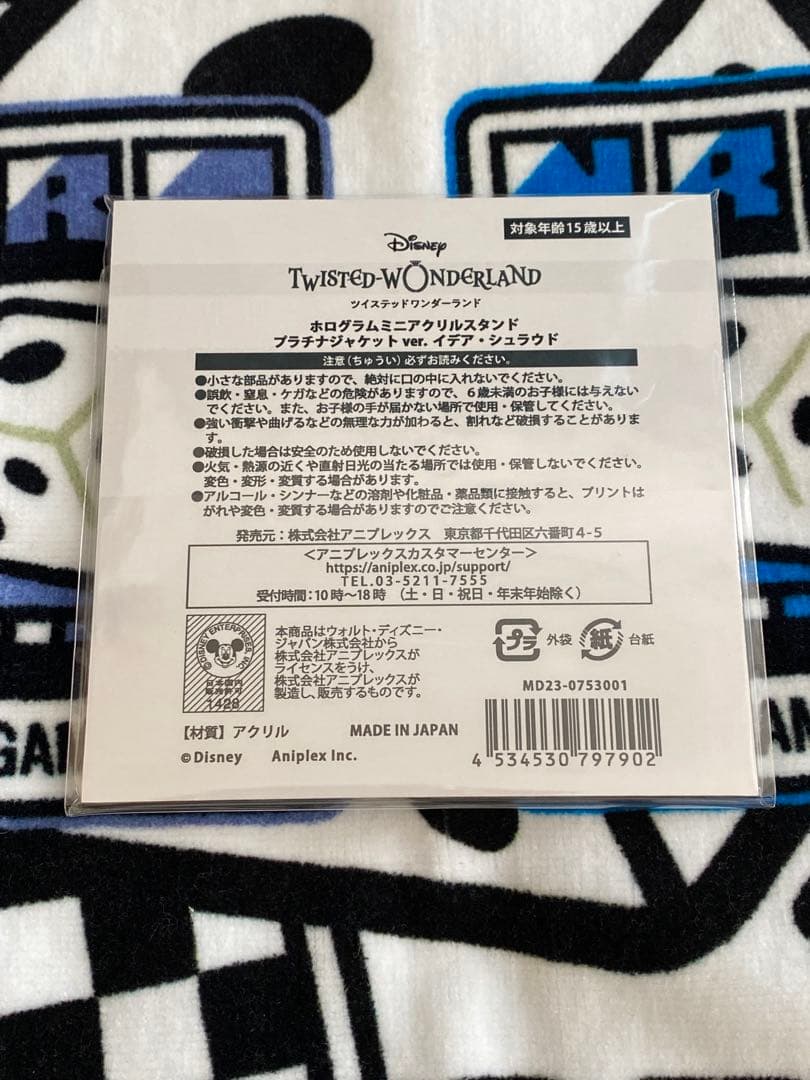 NR
対象年齢15歳以上
Disney
TWISTED-WONDERLAND
ツイステッドワンダーランド
ホログラムミニアクリルスタンド
プラチナジャケット ver. イデア・シュラウド
注意(ちゅうい)必ずお読みください。
●小さな部品がありますので、絶対に口の中に入れないでください。
●誤飲・窒息・ケガなどの危険がありますので、6歳未満のお子様には与えない
でください。また、お子様の手が届かない場所で使用・保管してください。
●強い衝撃や曲げるなどの無理な力が加わると、割れなど破損することがありま
す。
●破損した場合は安全のため使用しないでください。
●火気・熱源の近くや直射日光の当たる場所では使用・保管しないでください。
変色・変形・変質する場合があります。
●アルコール・シンナーなどの溶剤や化粧品・薬品類に接触すると、プリントは
がれや変色・変質する場合がありますのでご注意ください。
発売元:株式会社アニプレックス 東京都千代田区六番町4-5
<アニプレックスカスタマーセンター>
https://aniplex.co.jp/support/
TEL.03-5211-7555
受付時間:10時〜18時 (土・日・祝日・年末年始除く)
©DISNEY ENTERPRISES, INC.
日本国内
販売許可
1428
本商品はウォルト・ディズニー・
ジャパン株式会社から
株式会社アニプレックスが
ライセンスをうけ、
株式会社アニプレックスが
製造し、販売するものです。
プラ 外袋 紙 台紙
MD23-0753001
【材質】アクリル MADE IN JAPAN
©Disney Aniplex Inc.
4 534530 797902